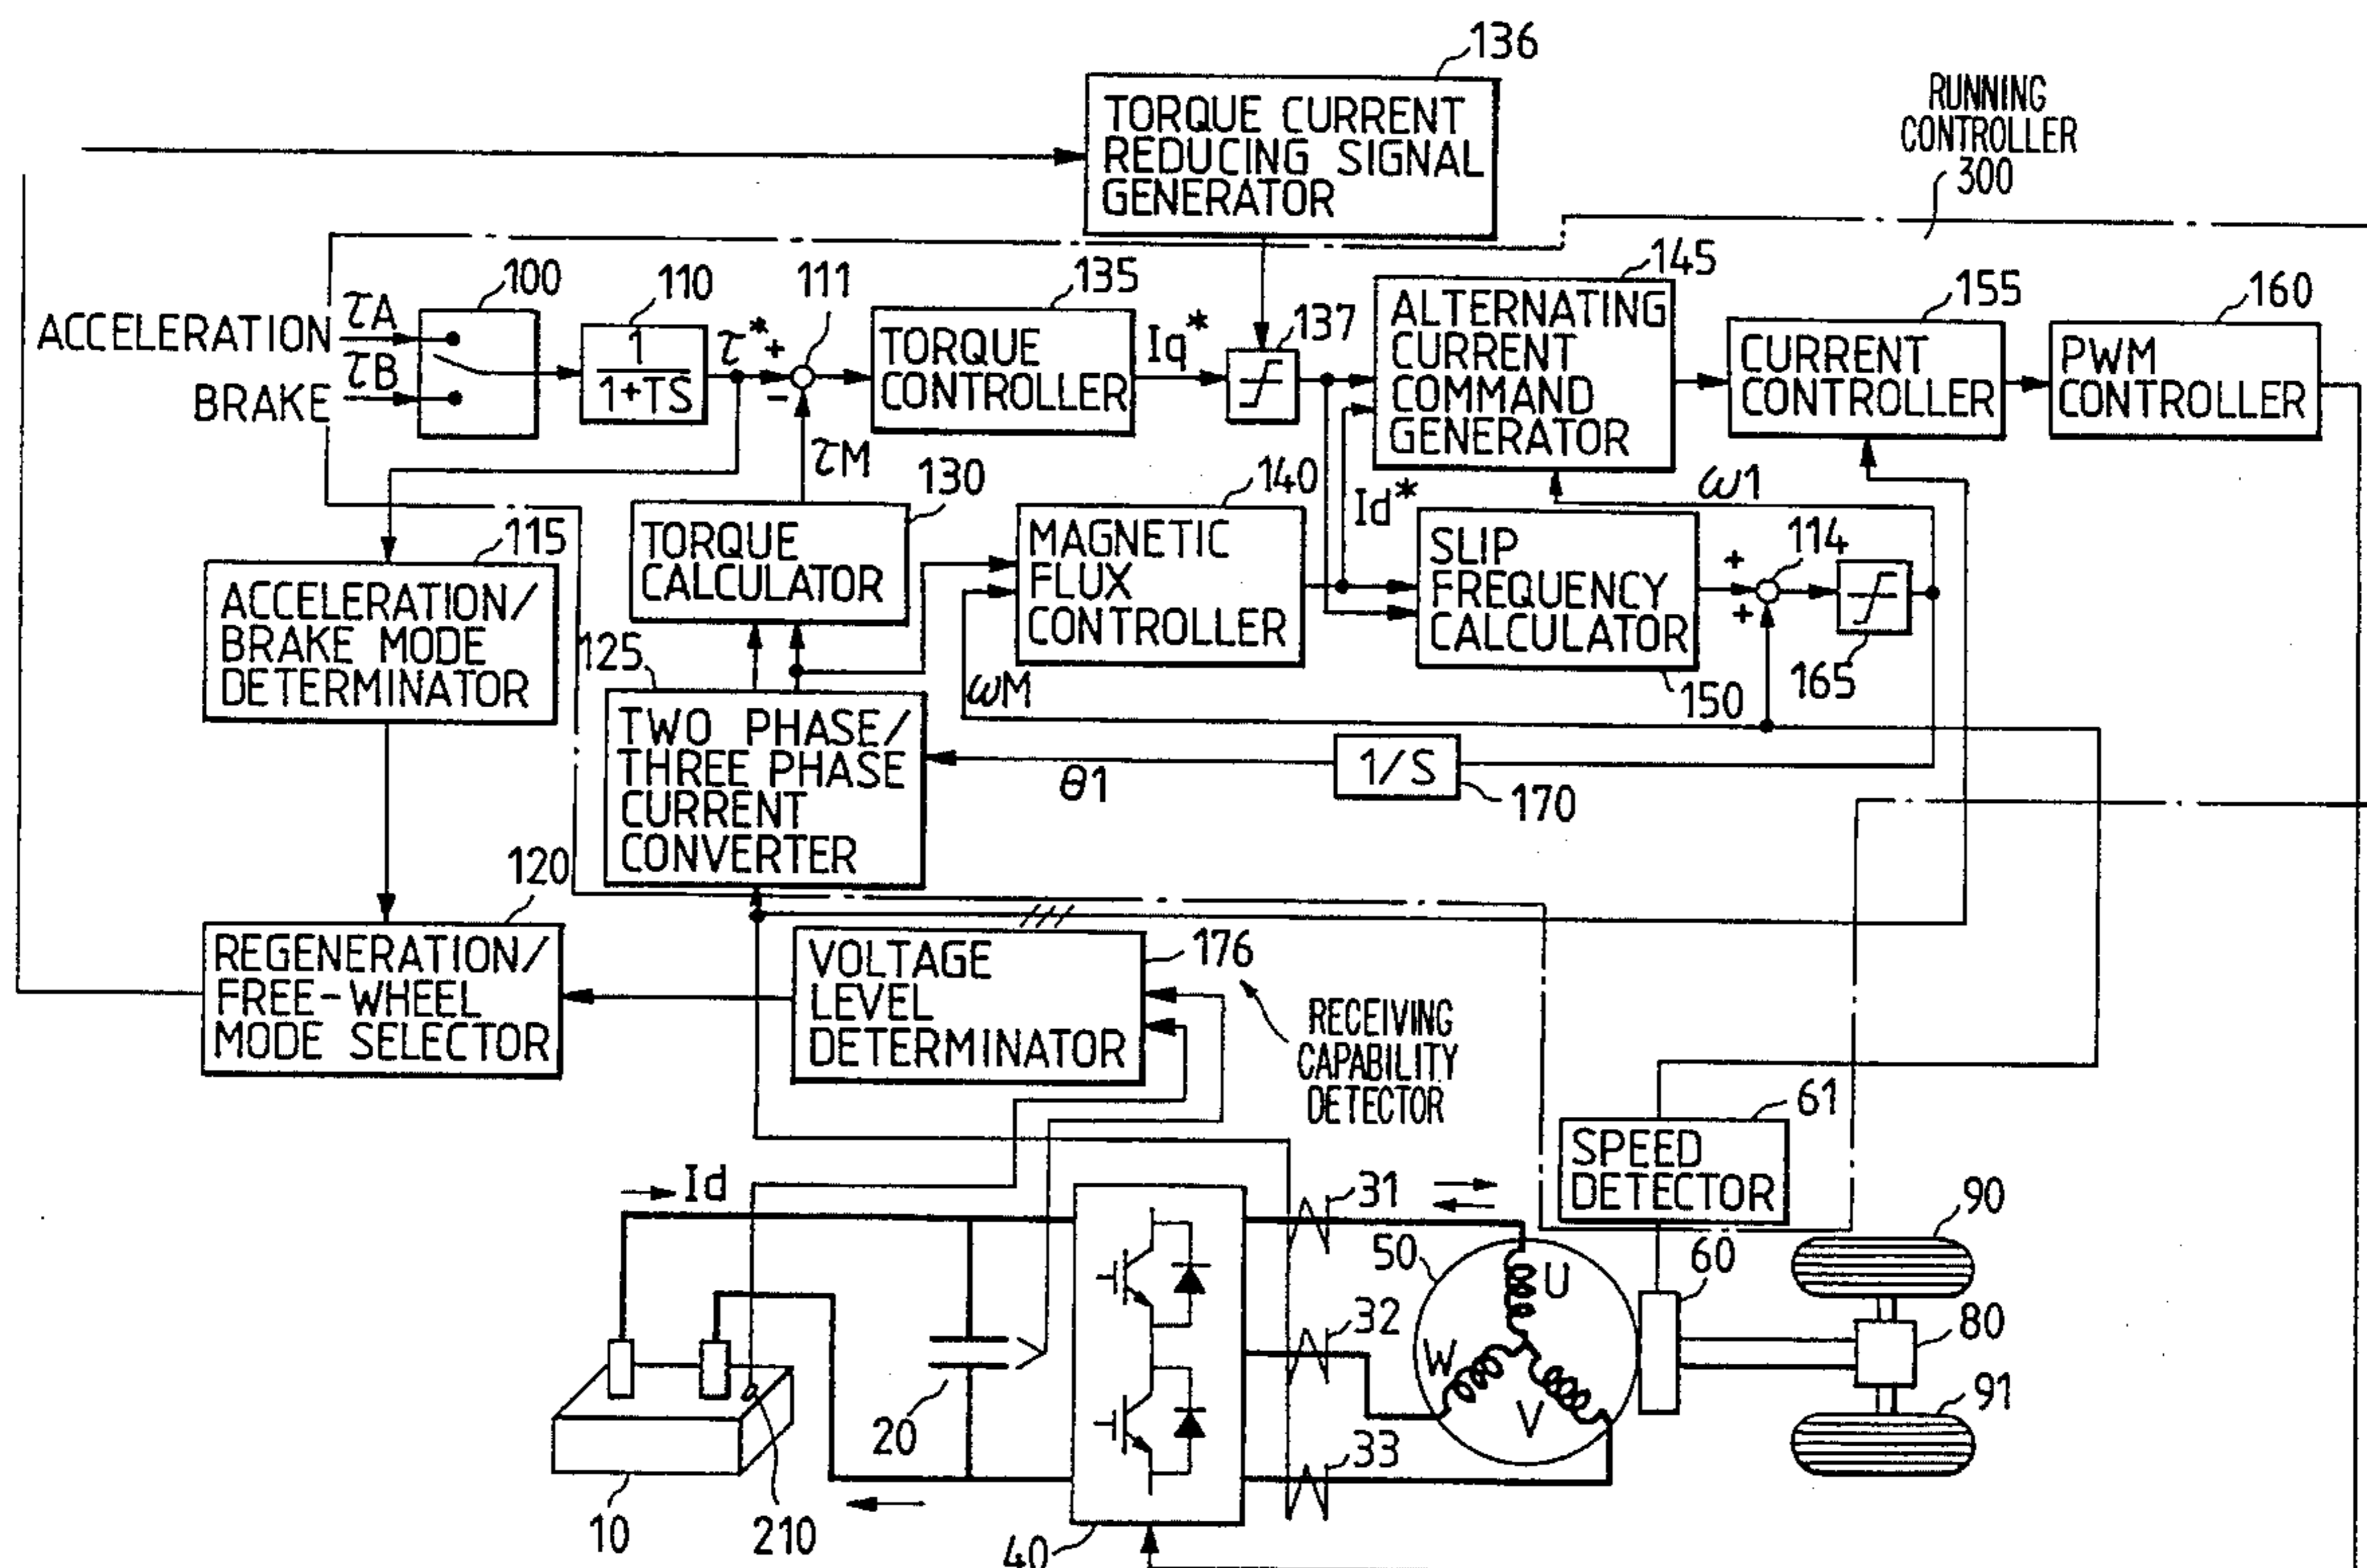 136
TORQUE CURRENT
REDUCING SIGNAL
GENERATOR
RUNNING
CONTROLLER
300
ACCELERATION
τA
BRAKE
τB
100
110
1
1+TS
τ*
+
-
111
τM
135
TORQUE
CONTROLLER
Iq*
137
145
ALTERNATING
CURRENT
COMMAND
GENERATOR
155
CURRENT
CONTROLLER
160
PWM
CONTROLLER
115
ACCELERATION/
BRAKE MODE
DETERMINATOR
130
TORQUE
CALCULATOR
140
MAGNETIC
FLUX
CONTROLLER
Id*
ω1
SLIP
FREQUENCY
CALCULATOR
150
+
+
114
165
ωM
125
TWO PHASE/
THREE PHASE
CURRENT
CONVERTER
θ1
1/S
170
120
REGENERATION/
FREE-WHEEL
MODE SELECTOR
VOLTAGE
LEVEL
DETERMINATOR
176
RECEIVING
CAPABILITY
DETECTOR
61
SPEED
DETECTOR
Id
31
32
33
50
U
W
V
60
90
80
91
20
10
210
40